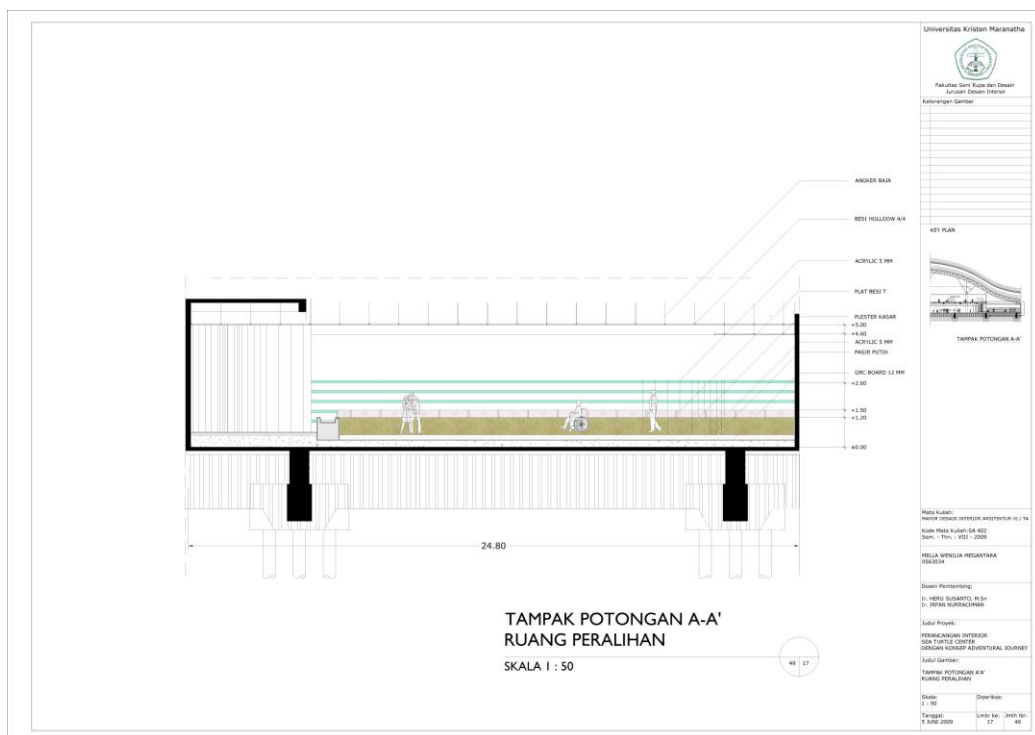 Universitas Kristen Maranatha
Fakultas Seni Rupa dan Desain
Jurusan Desain Interior
Keterangan Gambar
KEY PLAN
TAMPAK POTONGAN A-A'
ANGKER BAJA
BESI HOLLOOW 4/4
ACRYLIC 5 MM
PLAT BESI T
PLESTER KASAR
+5.00
+4.60
ACRYLIC 5 MM
PASIR PUTIH
GRC BOARD 12 MM
+2.60
+1.50
+1.20
±0.00
24.80
TAMPAK POTONGAN A-A'
RUANG PERALIHAN
SKALA 1 : 50
49 17
Mata Kuliah:
MAYOR DESAIN INTERIOR ARSITEKTUR VI / TA
Kode Mata Kuliah:SA 402
Sem. - Thn. : VIII - 2009
MELLA WENILIA MEGANTARA
0563034
Dosen Pembimbing:
Ir. HERU SUSANTO, M.Sn
Ir. IRFAN NURRACHMAN
Judul Proyek:
PERANCANGAN INTERIOR
SEA TURTLE CENTER
DENGAN KONSEP ADVENTURAL JOURNEY
Judul Gambar:
TAMPAK POTONGAN A'A'
RUANG PERALIHAN
Skala:
1 : 50
Diperiksa:
Tanggal:
5 JUNI 2009
Lmbr ke:
17
Jmlh lbr:
49